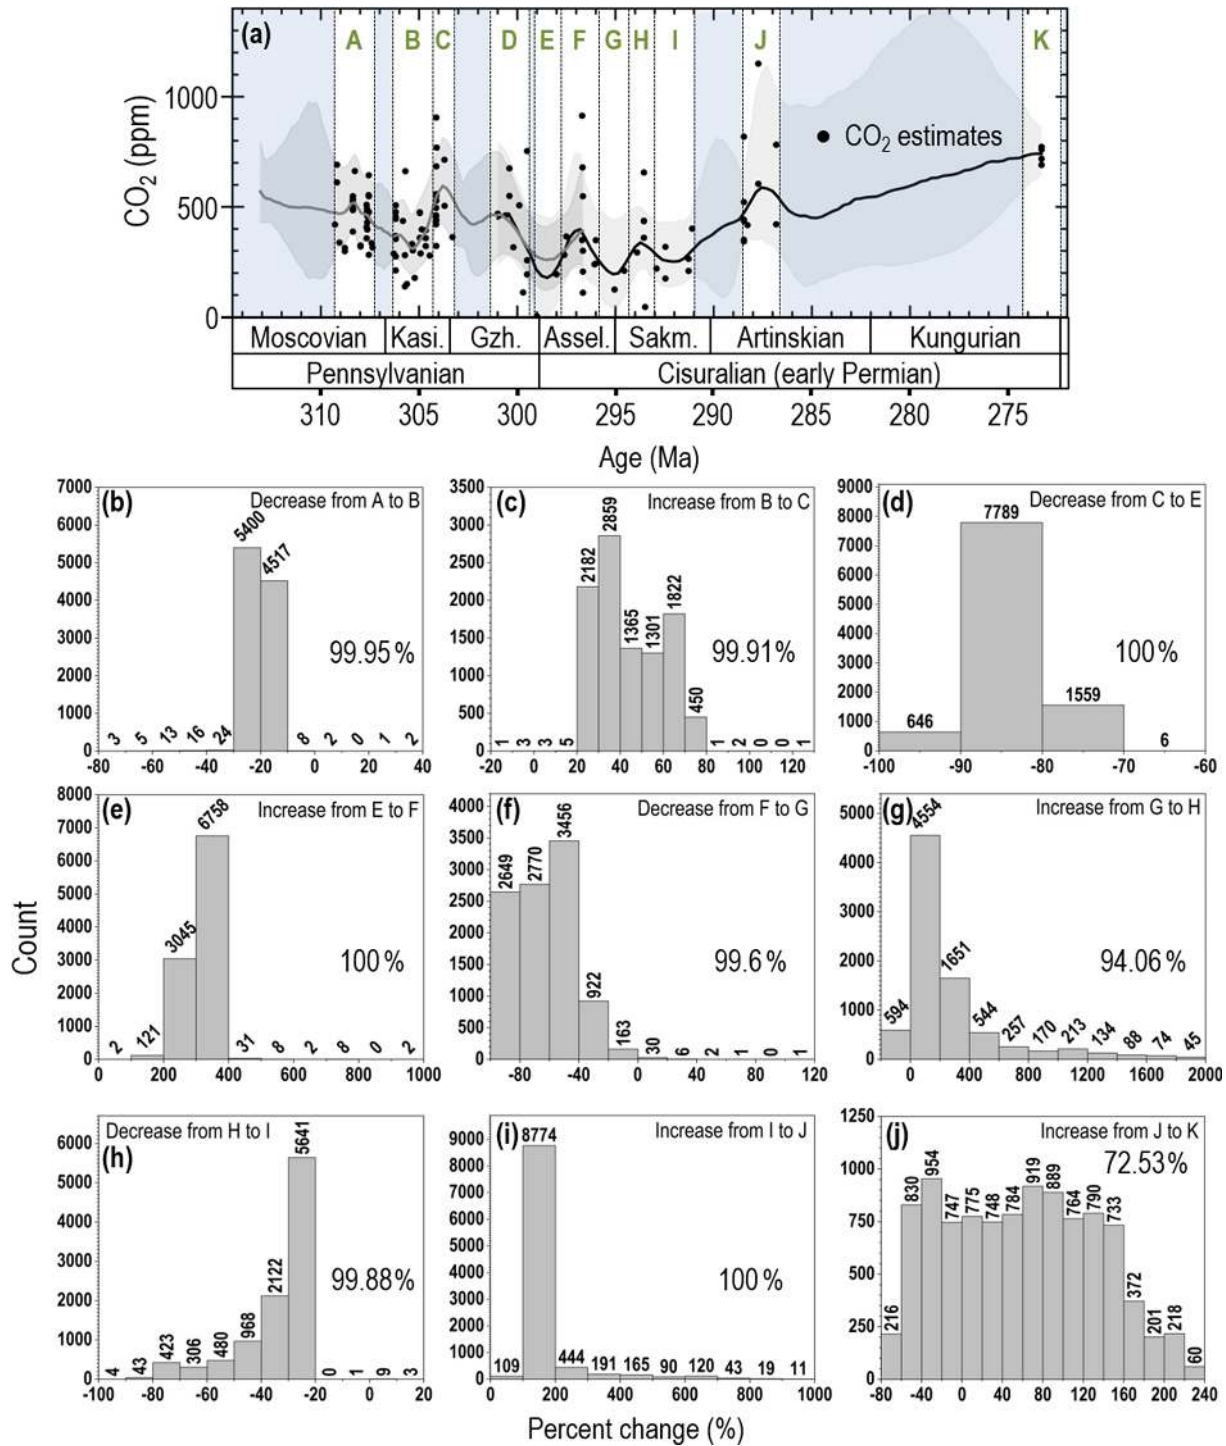 (a)
A B C D E F G H I J K
1000
500
0
CO2 (ppm)
CO2 estimates
Moscovian Kasi. Gzh. Assel. Sakm. Artinskian Kungurian
Pennsylvanian Cisuralian (early Permian)
310 305 300 295 290 285 280 275
Age (Ma)
(b) Decrease from A to B
7000
6000
5000
4000
3000
2000
1000
0
3 5 13 16 24 5400 4517 8 2 0 1 2
99.95%
-80 -60 -40 -20 0 20 40
(c) Increase from B to C
3500
3000
2500
2000
1500
1000
500
0
1 3 3 5 2182 2859 1365 1301 1822 450 1 2 0 0 1
99.91%
-20 0 20 40 60 80 100 120
(d) Decrease from C to E
9000
8000
7000
6000
5000
4000
3000
2000
1000
0
646 7789 1559 6
100%
-100 -90 -80 -70 -60
(e) Increase from E to F
8000
7000
6000
5000
4000
3000
2000
1000
0
2 121 3045 6758 31 8 2 8 0 2
100%
0 200 400 600 800 1000
(f) Decrease from F to G
4000
3500
3000
2500
2000
1500
1000
500
0
2649 2770 3456 922 163 30 6 2 1 0 1
99.6%
-80 -40 0 40 80 120
(g) Increase from G to H
5000
4000
3000
2000
1000
0
594 4554 1651 544 257 170 213 134 88 74 45
94.06%
0 400 800 1200 1600 2000
Count
Decrease from H to I
(h)
6000
5000
4000
3000
2000
1000
0
4 43 423 306 480 968 2122 5641 0 1 9 3
99.88%
-100 -80 -60 -40 -20 0 20
(i) Increase from I to J
9000
8000
7000
6000
5000
4000
3000
2000
1000
0
109 8774 444 191 165 90 120 43 19 11
100%
0 200 400 600 800 1000
(j) Increase from J to K
72.53%
1250
1000
750
500
250
0
216 830 954 747 775 748 784 919 889 764 790 733 372 201 218 60
-80 -40 0 40 80 120 160 200 240
Percent change (%)